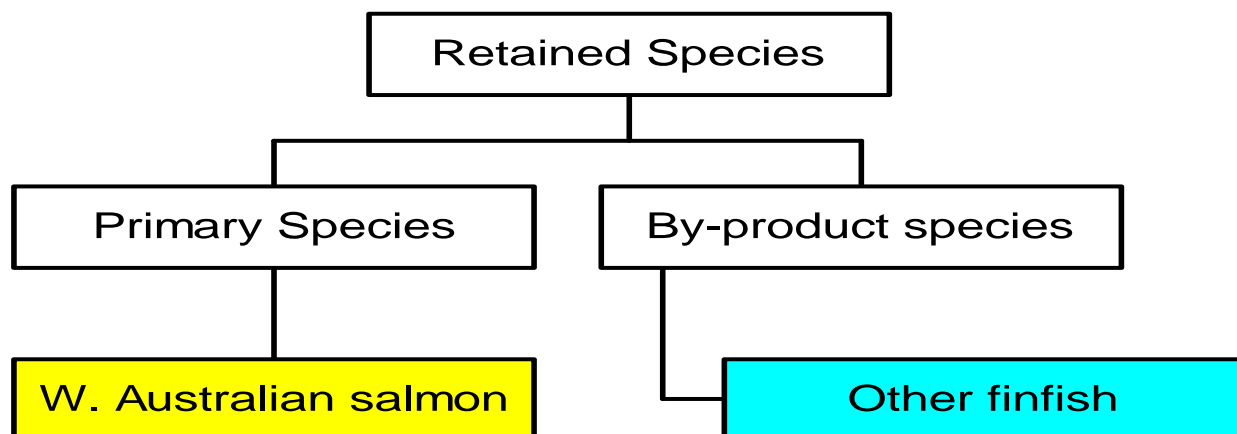 Retained Species
Primary Species
By-product species
W. Australian salmon
Other finfish